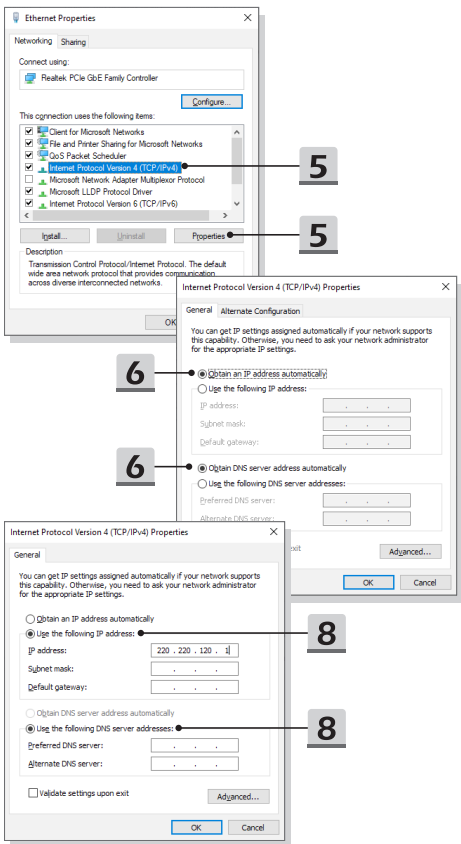 Ethernet Properties
Networking Sharing
Connect using:
Realtek PCIe GbE Family Controller
Configure...
This connection uses the following items:
Client for Microsoft Networks
File and Printer Sharing for Microsoft Networks
QoS Packet Scheduler
Internet Protocol Version 4 (TCP/IPv4)
Microsoft Network Adapter Multiplexor Protocol
Microsoft LLDP Protocol Driver
Internet Protocol Version 6 (TCP/IPv6)
Install... Uninstall Properties
Description
Transmission Control Protocol/Internet Protocol. The default
wide area network protocol that provides communication
across diverse interconnected networks.
OK
5
5
Internet Protocol Version 4 (TCP/IPv4) Properties
General Alternate Configuration
You can get IP settings assigned automatically if your network supports
this capability. Otherwise, you need to ask your network administrator
for the appropriate IP settings.
Obtain an IP address automatically
Use the following IP address:
IP address: . . .
Subnet mask: . . .
Default gateway: . . .
Obtain DNS server address automatically
Use the following DNS server addresses:
Preferred DNS server: . . .
Alternate DNS server: . . .
exit
Advanced...
OK Cancel
6
6
Internet Protocol Version 4 (TCP/IPv4) Properties
General
You can get IP settings assigned automatically if your network supports
this capability. Otherwise, you need to ask your network administrator
for the appropriate IP settings.
Obtain an IP address automatically
Use the following IP address:
IP address: 220 . 220 . 120 . 1
Subnet mask: . . .
Default gateway: . . .
Obtain DNS server address automatically
Use the following DNS server addresses:
Preferred DNS server: . . .
Alternate DNS server: . . .
Validate settings upon exit
Advanced...
OK Cancel
8
8